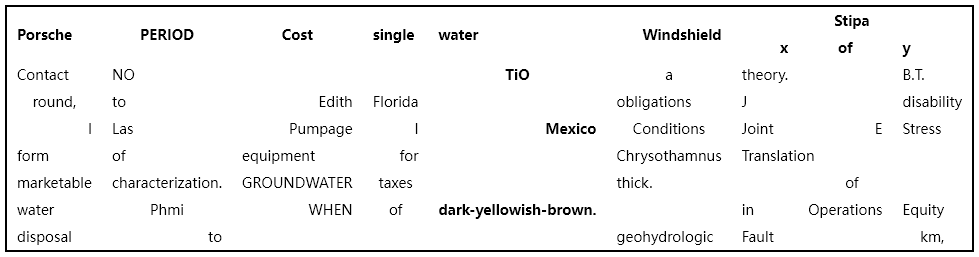 Stipa
Porsche PERIOD Cost single water Windshield x of y
Contact NO TiO a theory. B.T.
round, to Edith Florida obligations J disability
I Las Pumpage I Mexico Conditions Joint E Stress
form of equipment for Chrysothamnus Translation
marketable characterization. GROUNDWATER taxes thick. of
water Phmi WHEN of dark-yellowish-brown. in Operations Equity
disposal to geohydrologic Fault km,